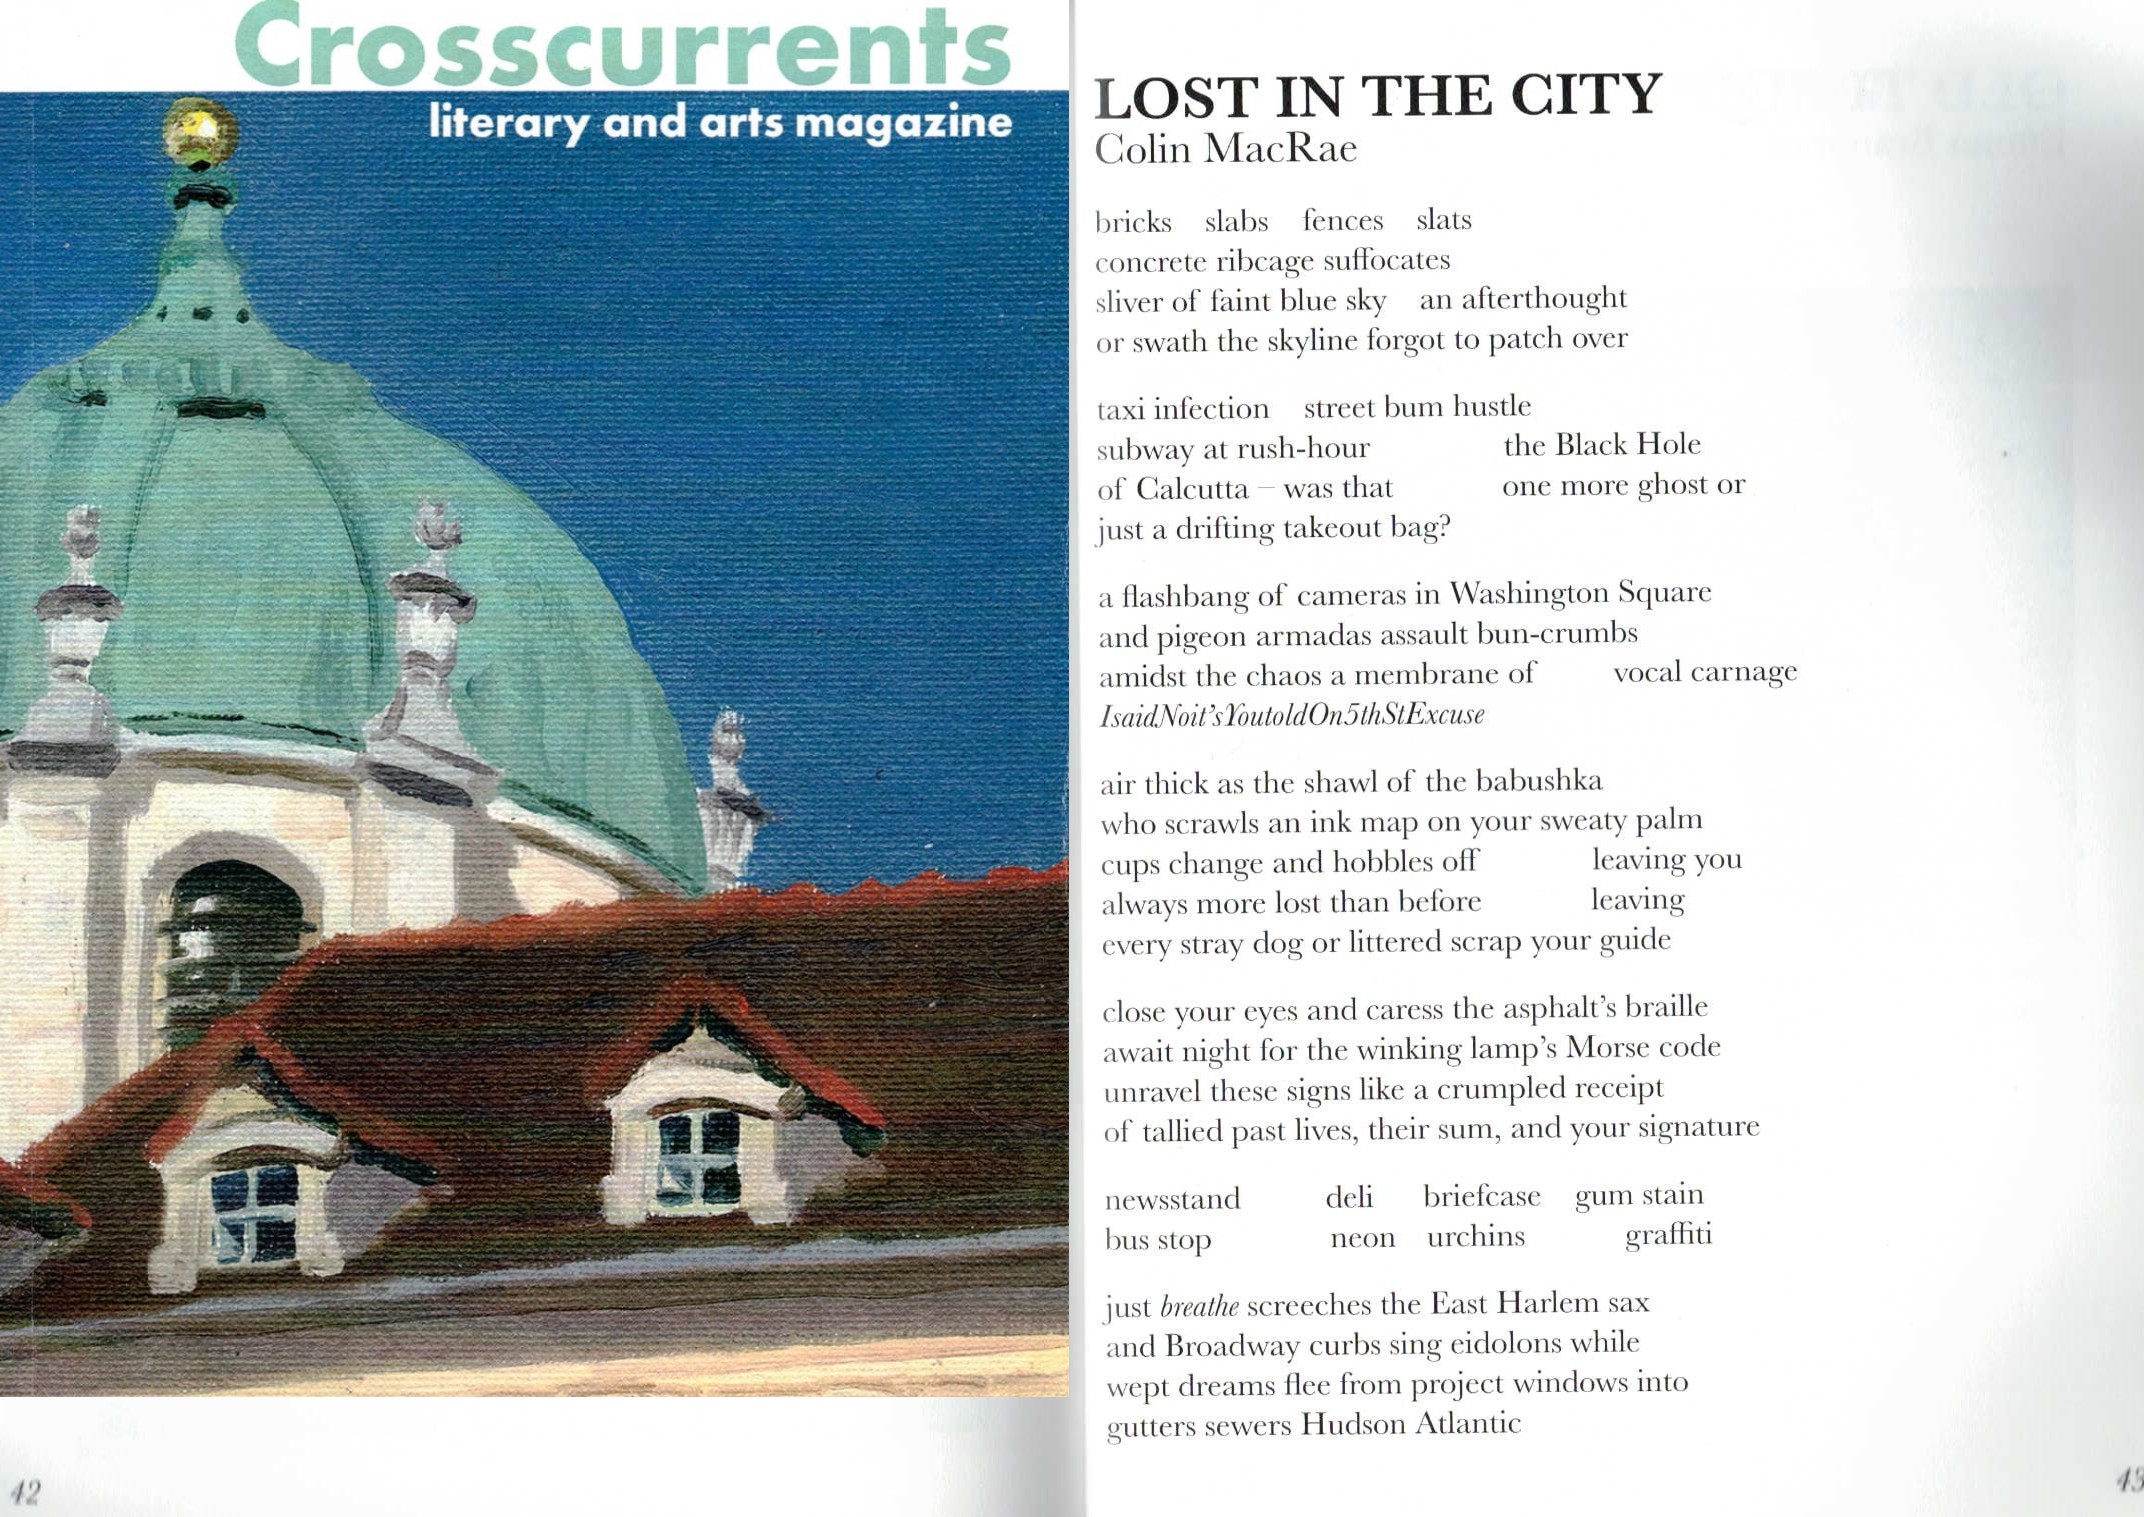 Crosscurrents
literary and arts magazine
42
LOST IN THE CITY
Colin MacRae
bricks slabs fences slats
concrete ribcage suffocates
sliver of faint blue sky an afterthought
or swath the skyline forgot to patch over
taxi infection street bum hustle
subway at rush-hour the Black Hole
of Calcutta – was that one more ghost or
just a drifting takeout bag?
a flashbang of cameras in Washington Square
and pigeon armadas assault bun-crumbs
amidst the chaos a membrane of vocal carnage
IsaidNoit'sYoutoldOn5thStExcuse
air thick as the shawl of the babushka
who scrawls an ink map on your sweaty palm
cups change and hobbles off leaving you
always more lost than before leaving
every stray dog or littered scrap your guide
close your eyes and caress the asphalt's braille
await night for the winking lamp's Morse code
unravel these signs like a crumpled receipt
of tallied past lives, their sum, and your signature
newsstand deli briefcase gum stain
bus stop neon urchins graffiti
just breathe screeches the East Harlem sax
and Broadway curbs sing eidolons while
wept dreams flee from project windows into
gutters sewers Hudson Atlantic
43